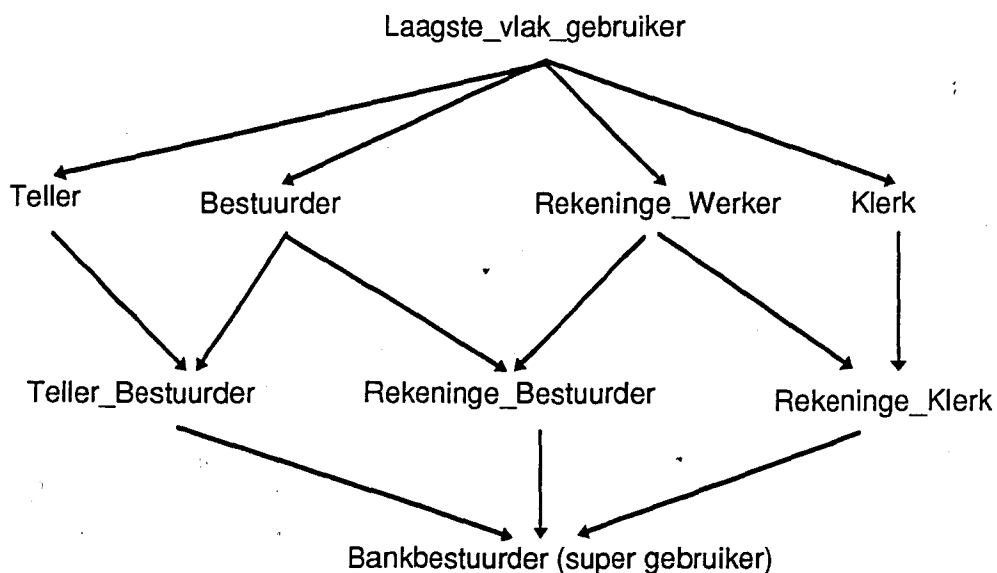 Laagste_vlak_gebruiker
Teller Bestuurder Rekeninge_Werker Klerk
Teller_Bestuurder Rekeninge_Bestuurder Rekeninge_Klerk
Bankbestuurder (super gebruiker)